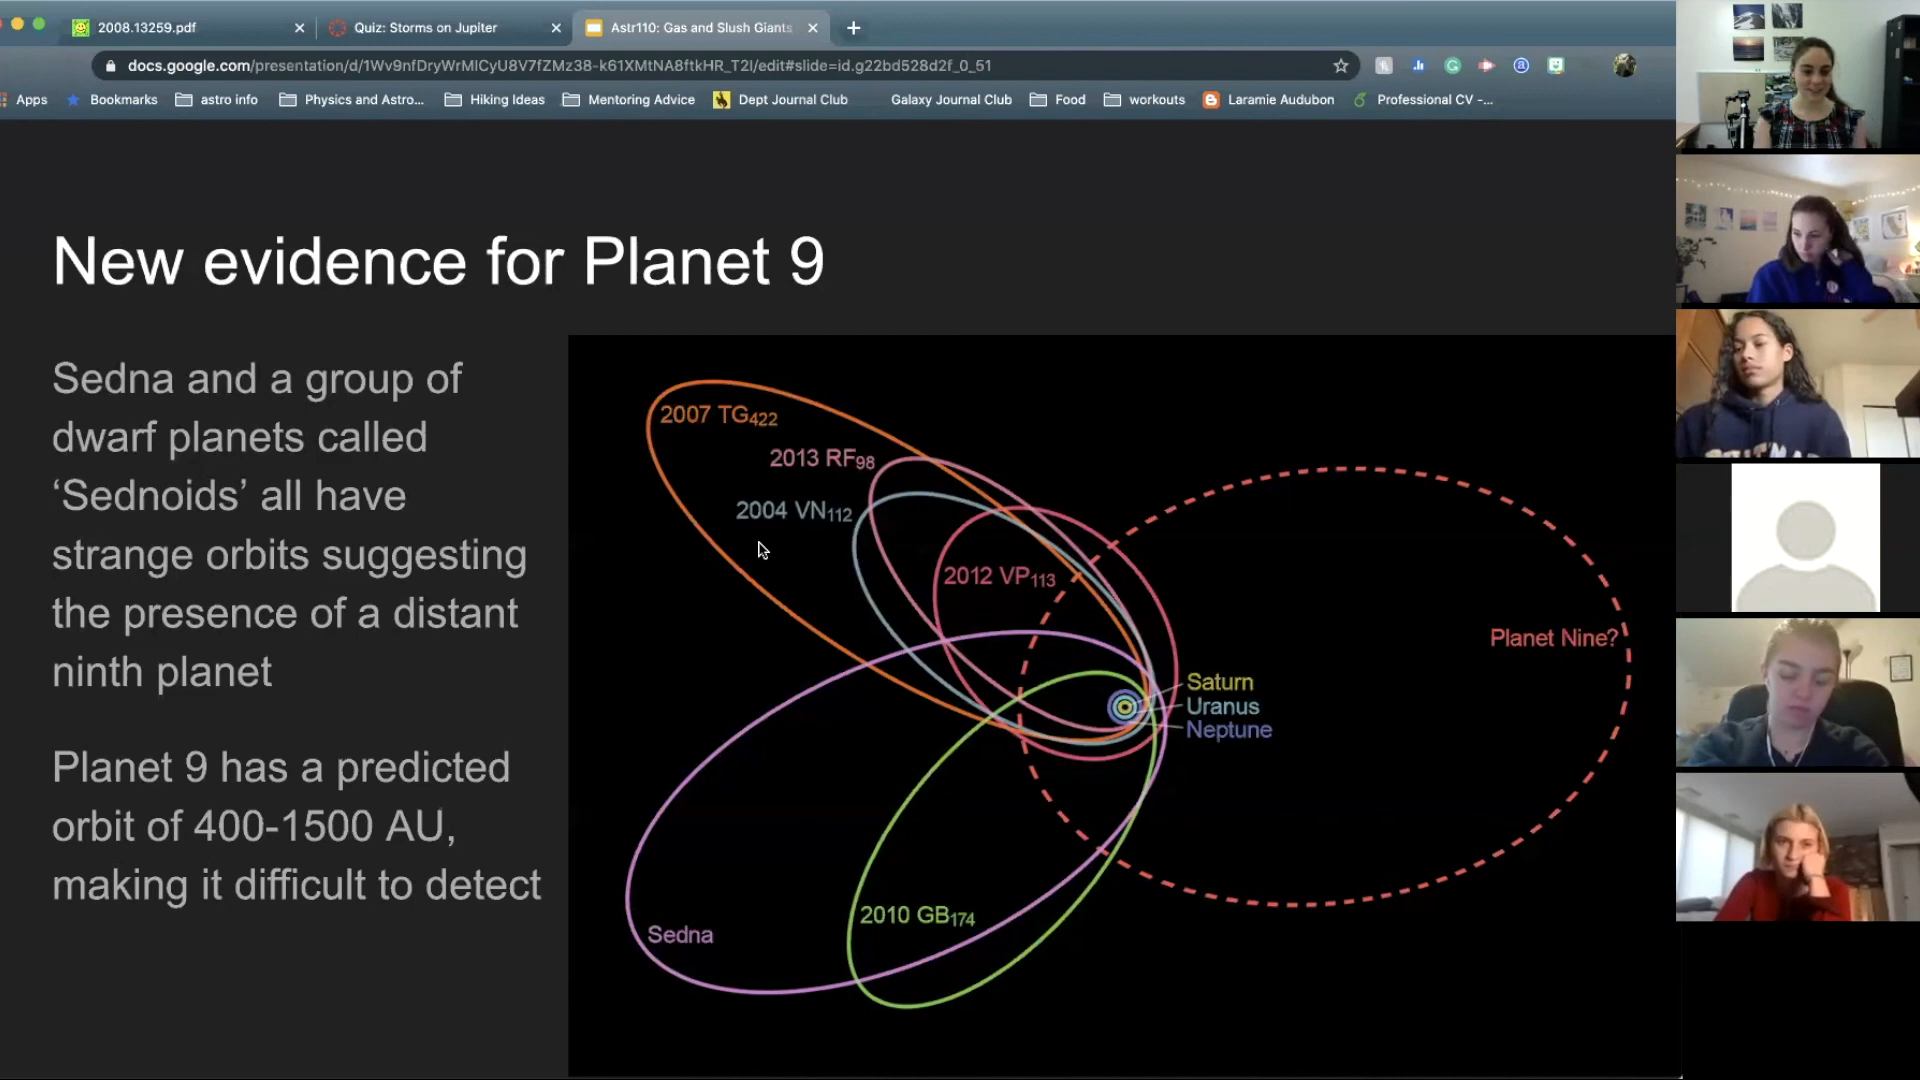 2008.13259.pdf
Quiz: Storms on Jupiter
Astr110: Gas and Slush Giants
docs.google.com/presentation/d/1Wv9nfDryWrMlCyU8V7fZMz38-k61XMtNA8ftkHR_T2I/edit#slide=id.g22bd528d2f_0_51
Apps Bookmarks astro info Physics and Astro... Hiking Ideas Mentoring Advice Dept Journal Club Galaxy Journal Club Food workouts Laramie Audubon Professional CV -...
New evidence for Planet 9
Sedna and a group of
dwarf planets called
‘Sednoids’ all have
strange orbits suggesting
the presence of a distant
ninth planet
Planet 9 has a predicted
orbit of 400-1500 AU,
making it difficult to detect
2007 TG422
2013 RF98
2004 VN112
2012 VP113
Planet Nine?
Saturn
Uranus
Neptune
2010 GB174
Sedna